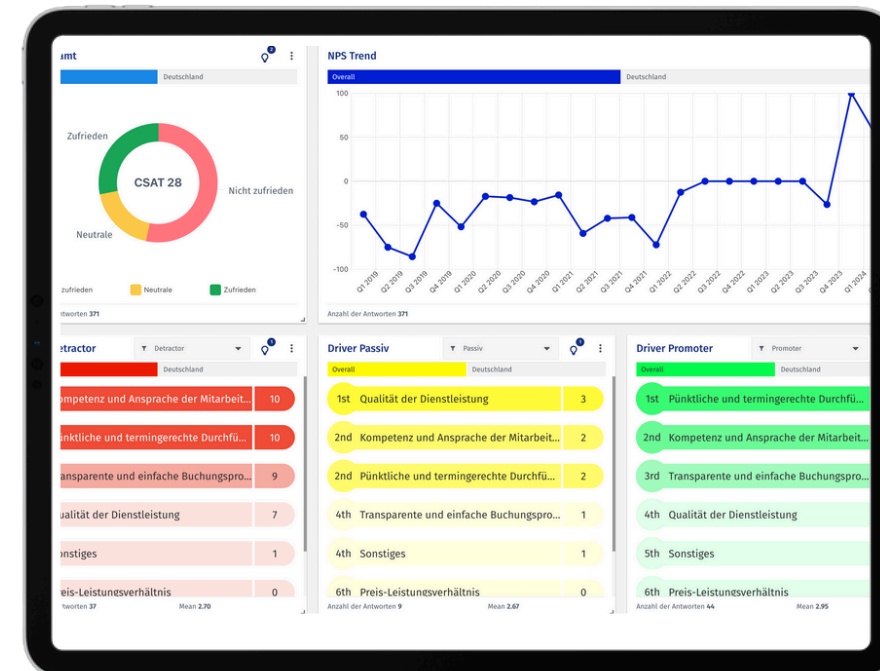 amt
2
Deutschland
Zufrieden
CSAT 28
Nicht zufrieden
Neutrale
zufrieden
Neutrale
Zufrieden
ntworten 371
NPS Trend
Overall
Deutschland
100
50
0
-50
-100
Q1 2019
Q2 2019
Q3 2019
Q4 2019
Q1 2020
Q2 2020
Q3 2020
Q4 2020
Q1 2021
Q2 2021
Q3 2021
Q4 2021
Q1 2022
Q2 2022
Q3 2022
Q4 2022
Q1 2023
Q2 2023
Q3 2023
Q4 2023
Q1 2024
Anzahl der Antworten 371
etractor
Detractor
1
Deutschland
ompetenz und Ansprache der Mitarbeit...
10
ünktliche und termingerechte Durchfü...
10
ansparente und einfache Buchungspro...
9
ualität der Dienstleistung
7
onstiges
1
eis-Leistungsverhältnis
0
tworten 37
Mean 2.70
Driver Passiv
Passiv
1
Overall
Deutschland
1st Qualität der Dienstleistung
3
2nd Kompetenz und Ansprache der Mitarbeit...
2
2nd Pünktliche und termingerechte Durchfü...
2
4th Transparente und einfache Buchungspro...
1
4th Sonstiges
1
6th Preis-Leistungsverhältnis
0
Anzahl der Antworten 9
Mean 2.67
Driver Promoter
Promoter
Overall
Deutschland
1st Pünktliche und termingerechte Durchfü...
2nd Kompetenz und Ansprache der Mitarbeit...
3rd Transparente und einfache Buchungspro...
4th Qualität der Dienstleistung
5th Sonstiges
6th Preis-Leistungsverhältnis
Anzahl der Antworten 44
Mean 2.95